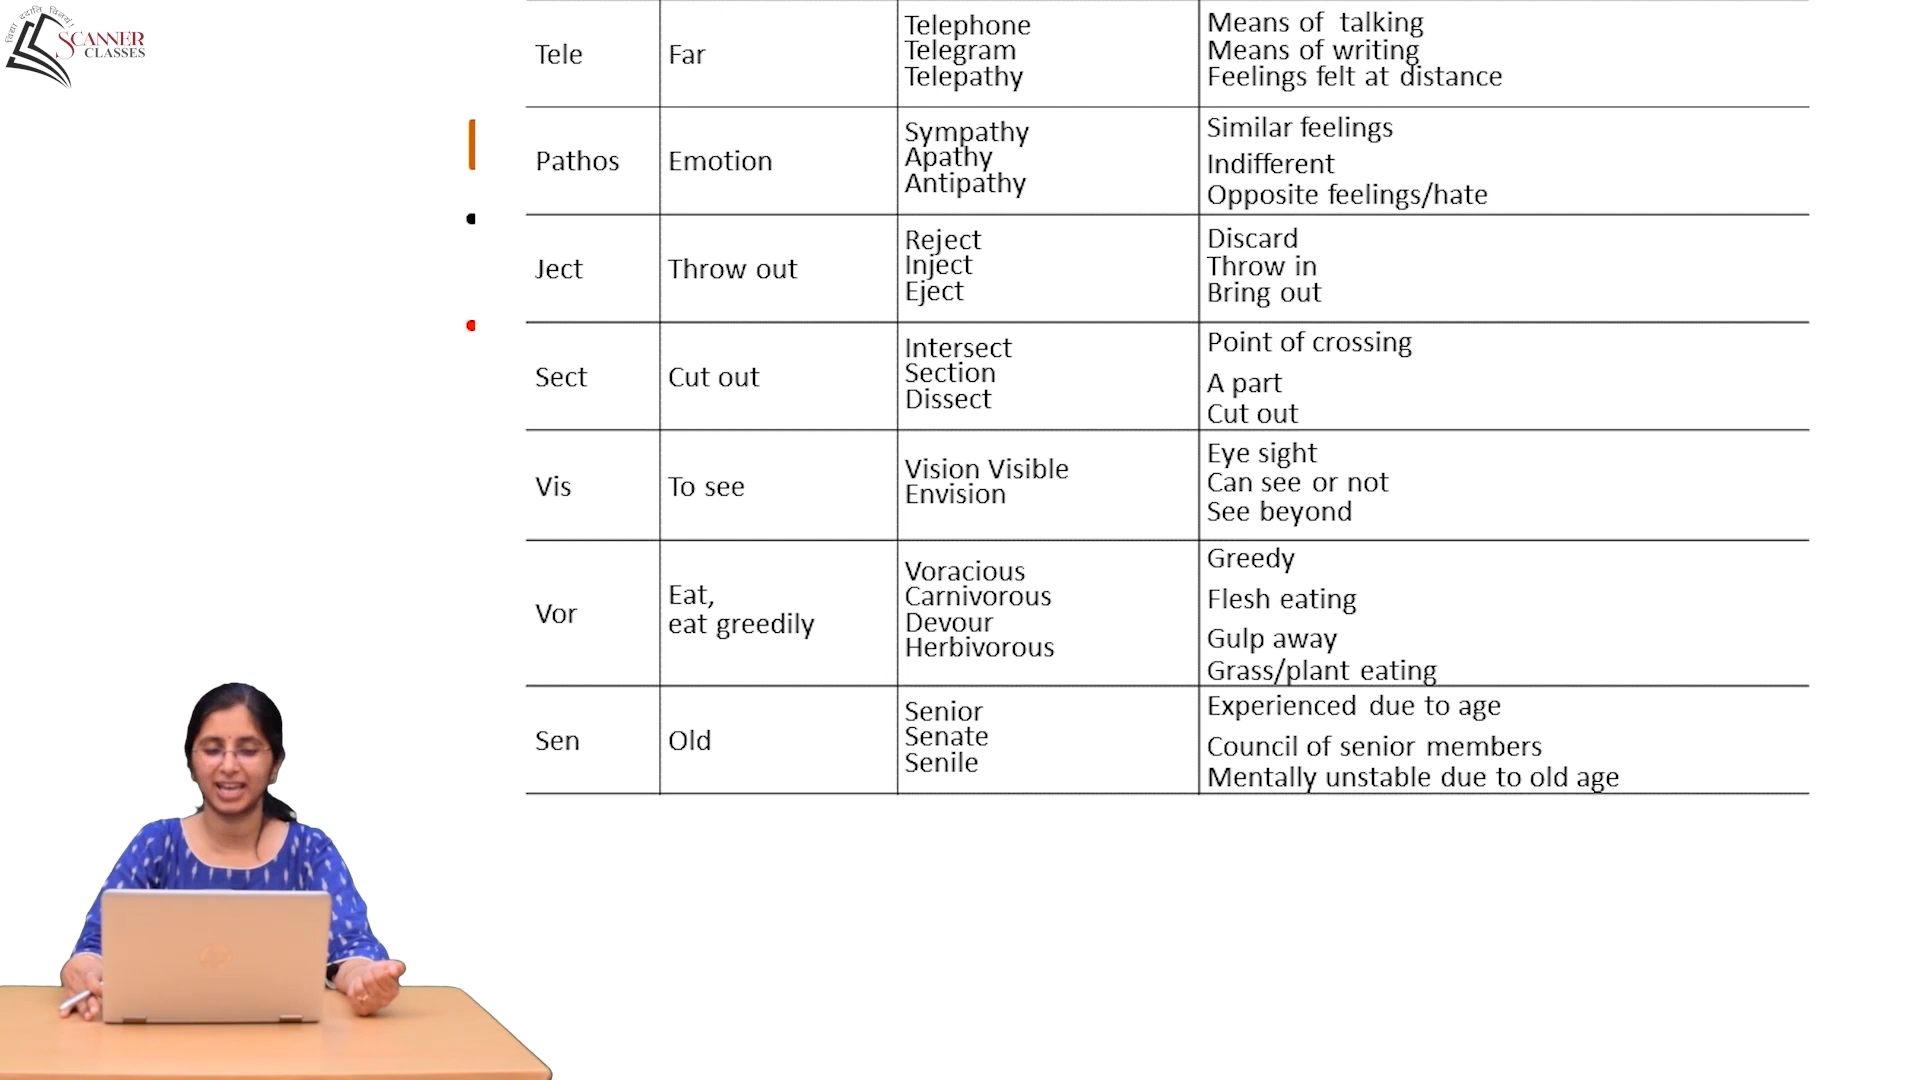 विद्या ददाति विनयं!
SCANNER
CLASSES
Tele
Far
Telephone
Telegram
Telepathy
Means of talking
Means of writing
Feelings felt at distance
Pathos
Emotion
Sympathy
Apathy
Antipathy
Similar feelings
Indifferent
Opposite feelings/hate
Ject
Throw out
Reject
Inject
Eject
Discard
Throw in
Bring out
Sect
Cut out
Intersect
Section
Dissect
Point of crossing
A part
Cut out
Vis
To see
Vision Visible
Envision
Eye sight
Can see or not
See beyond
Vor
Eat,
eat greedily
Voracious
Carnivorous
Devour
Herbivorous
Greedy
Flesh eating
Gulp away
Grass/plant eating
Sen
Old
Senior
Senate
Senile
Experienced due to age
Council of senior members
Mentally unstable due to old age